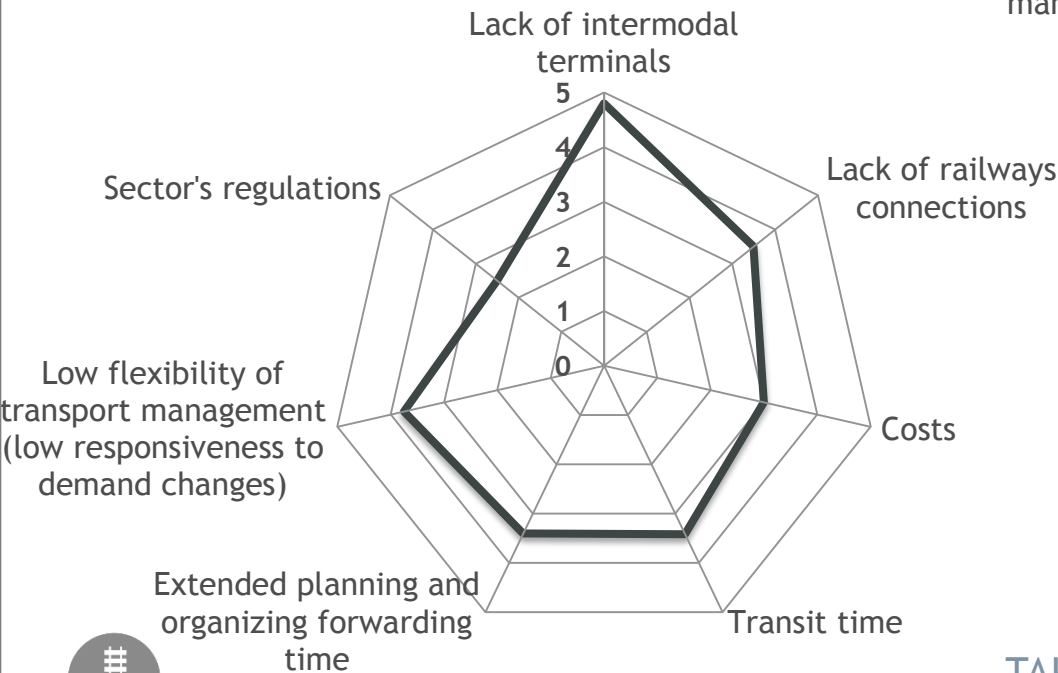 Lack of intermodal
terminals
5
4
3
2
1
0
Lack of railways
connections
Costs
Transit time
Extended planning and
organizing forwarding
time
Low flexibility of
transport management
(low responsiveness to
demand changes)
Sector's regulations